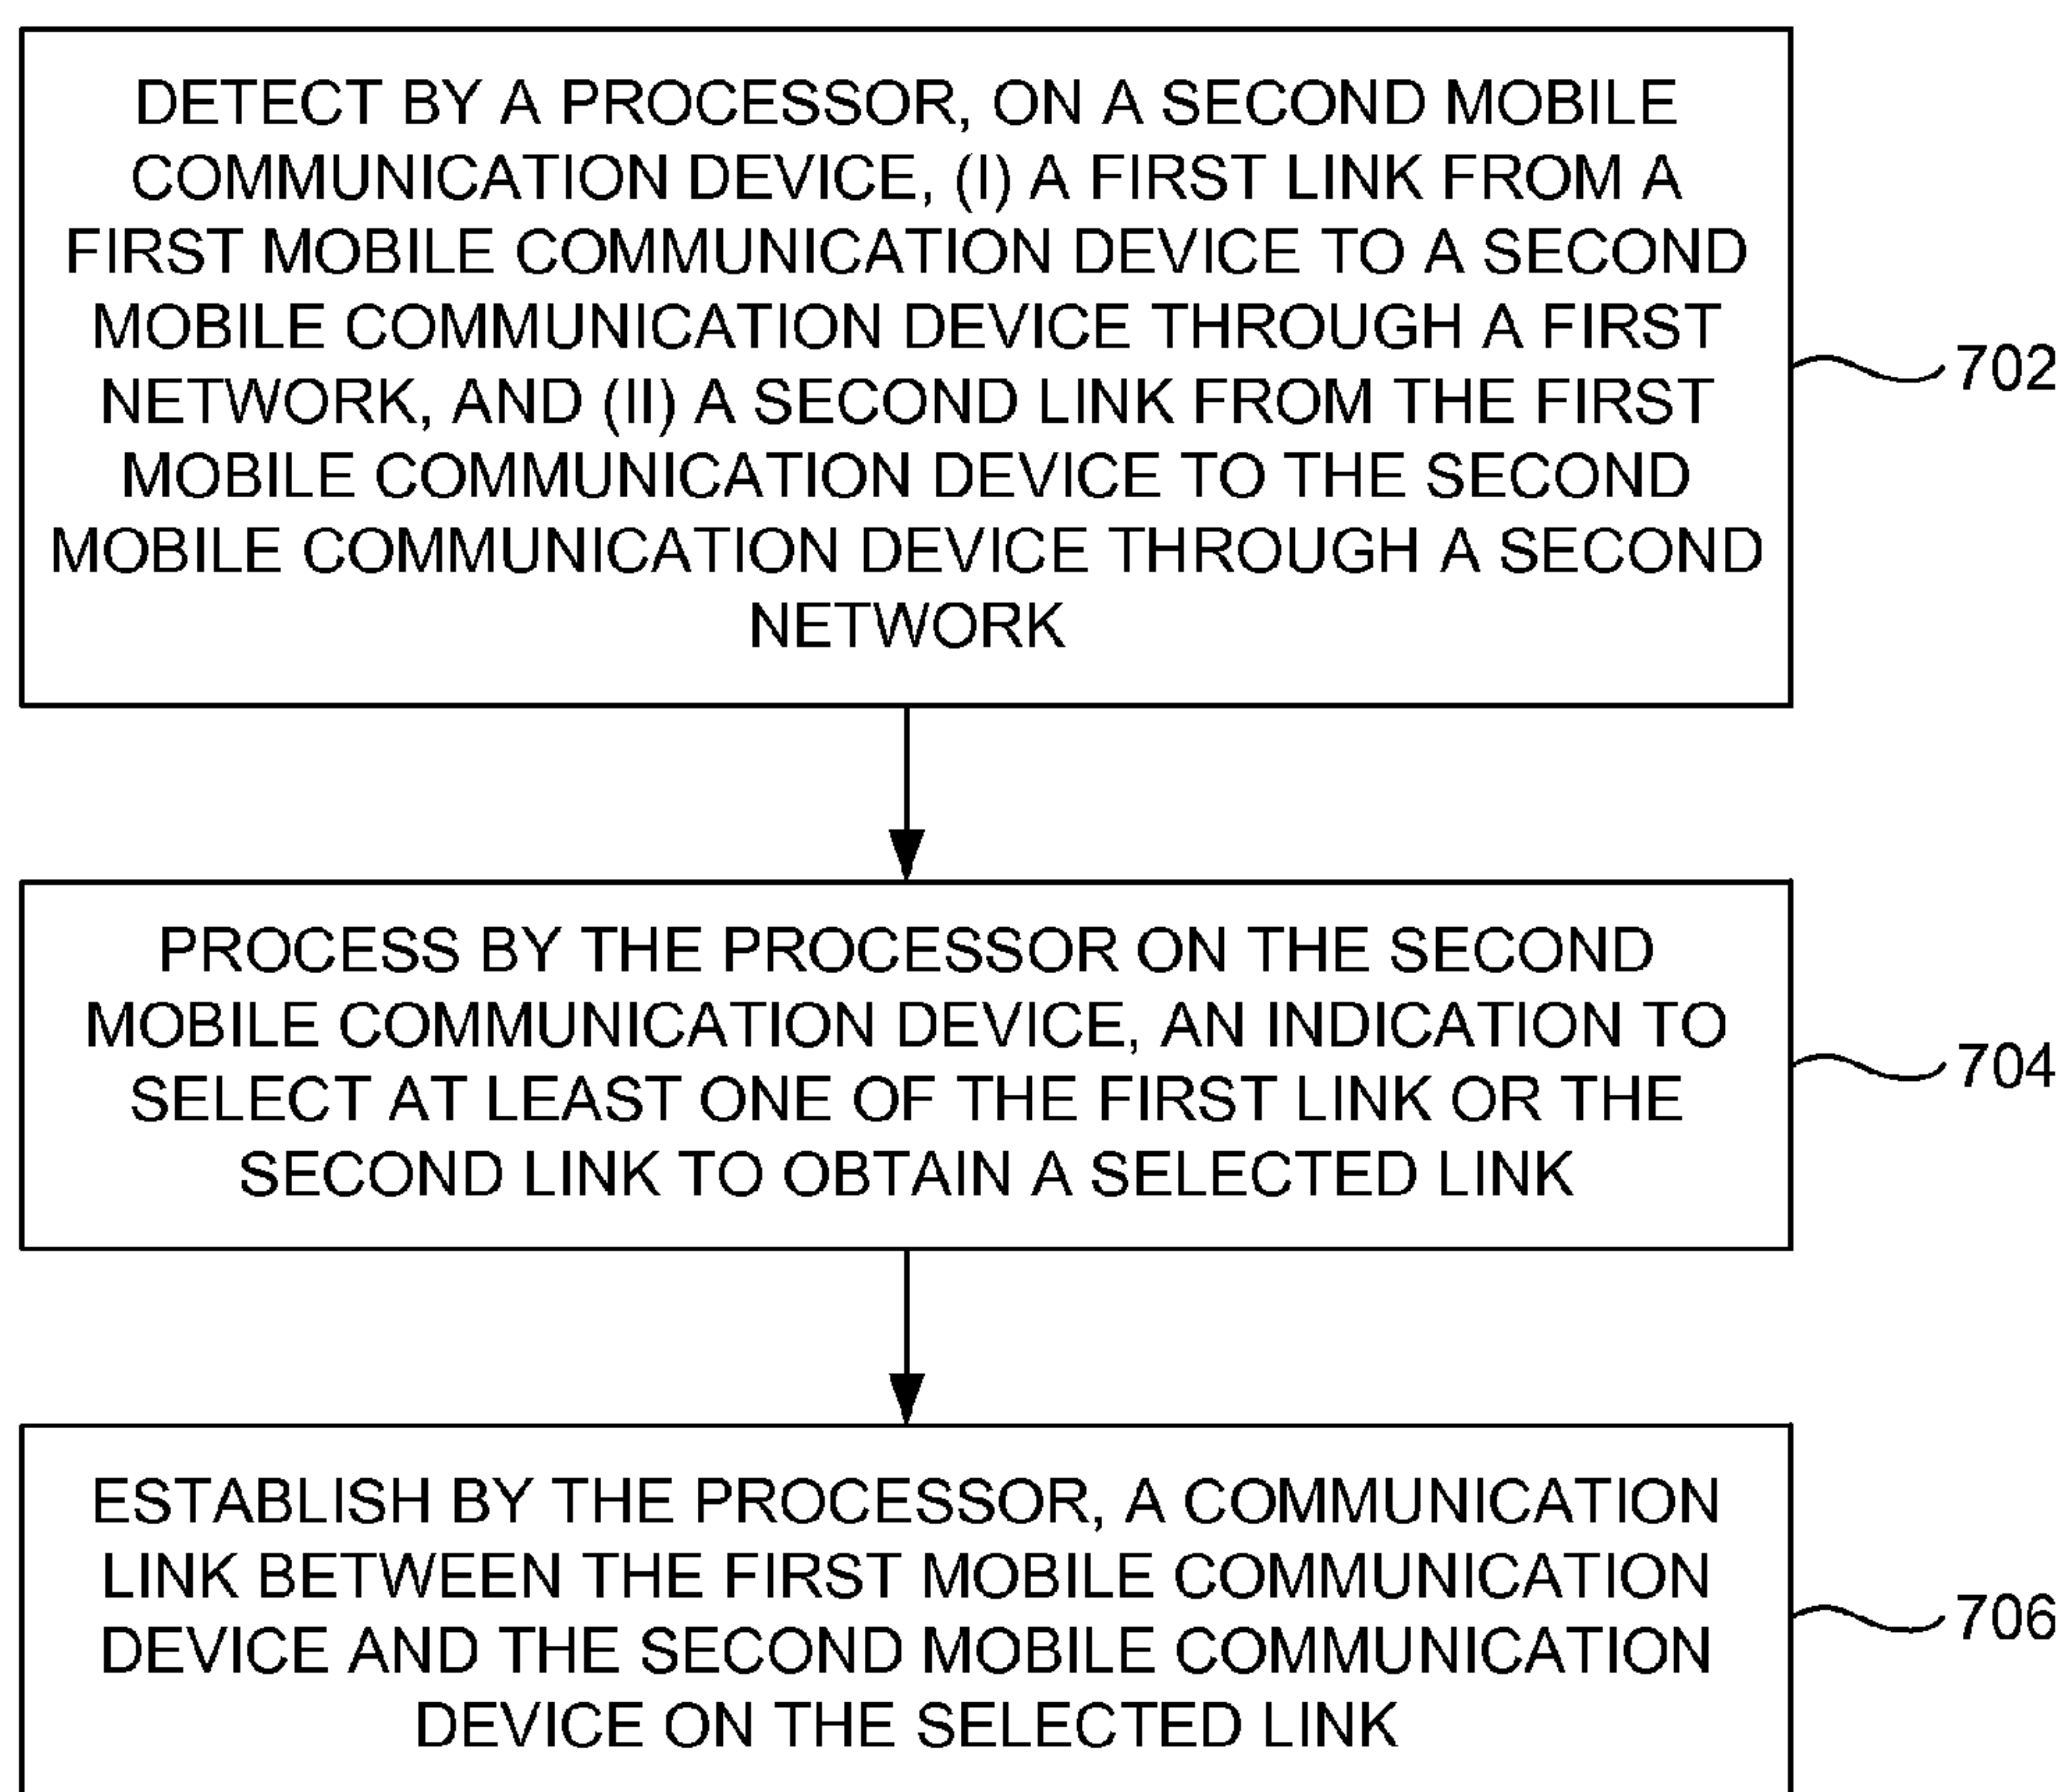 DETECT BY A PROCESSOR, ON A SECOND MOBILE
COMMUNICATION DEVICE, (I) A FIRST LINK FROM A
FIRST MOBILE COMMUNICATION DEVICE TO A SECOND
MOBILE COMMUNICATION DEVICE THROUGH A FIRST
NETWORK, AND (II) A SECOND LINK FROM THE FIRST
MOBILE COMMUNICATION DEVICE TO THE SECOND
MOBILE COMMUNICATION DEVICE THROUGH A SECOND
NETWORK
702
PROCESS BY THE PROCESSOR ON THE SECOND
MOBILE COMMUNICATION DEVICE, AN INDICATION TO
SELECT AT LEAST ONE OF THE FIRST LINK OR THE
SECOND LINK TO OBTAIN A SELECTED LINK
704
ESTABLISH BY THE PROCESSOR, A COMMUNICATION
LINK BETWEEN THE FIRST MOBILE COMMUNICATION
DEVICE AND THE SECOND MOBILE COMMUNICATION
DEVICE ON THE SELECTED LINK
706